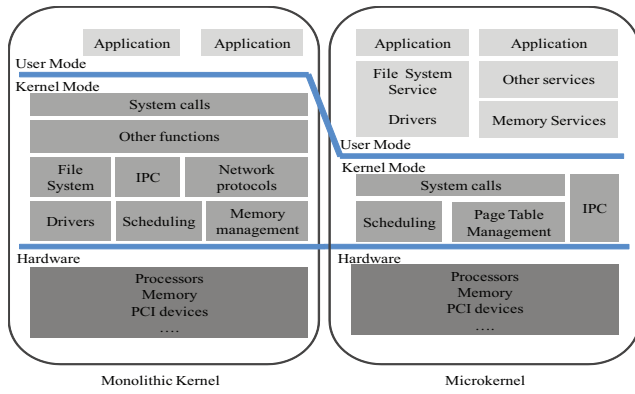 Application
Application
User Mode
Kernel Mode
System calls
Other functions
File
System
IPC
Network
protocols
Drivers
Scheduling
Memory
management
Hardware
Processors
Memory
PCI devices
….
Monolithic Kernel
Application
Application
File System
Service
Drivers
Other services
Memory Services
User Mode
Kernel Mode
System calls
Scheduling
Page Table
Management
IPC
Hardware
Processors
Memory
PCI devices
….
Microkernel